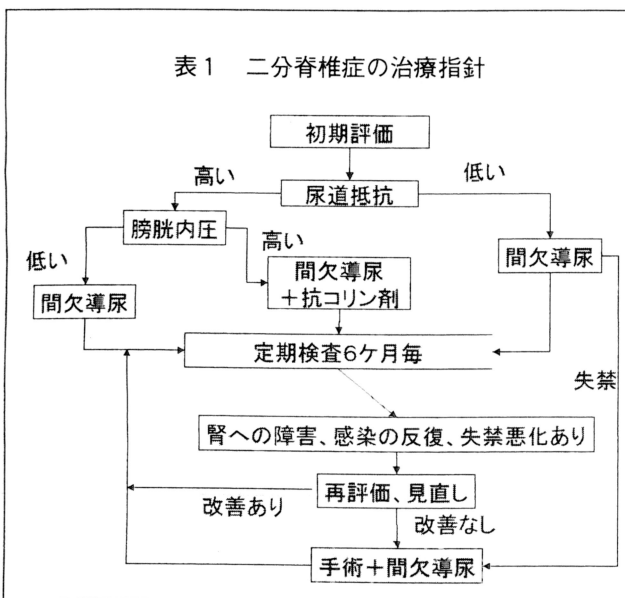 表1 二分脊椎症の治療指針
初期評価
高い
低い
尿道抵抗
膀胱内圧
高い
低い
間欠導尿
間欠導尿
+抗コリン剤
間欠導尿
定期検査6ケ月毎
失禁
腎への障害、感染の反復、失禁悪化あり
再評価、見直し
改善あり
改善なし
手術+間欠導尿